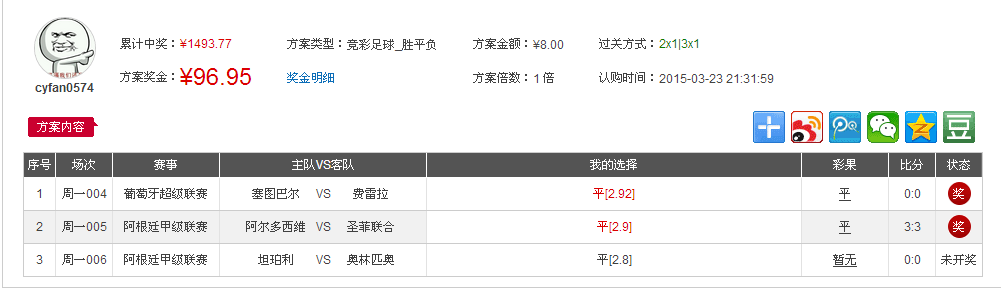 累计中奖：¥1493.77 方案类型：竞彩足球_胜平负 方案金额：¥8.00 过关方式：2x1|3x1
方案奖金：¥96.95 奖金明细 方案倍数：1 倍 认购时间：2015-03-23 21:31:59
cyfan0574
方案内容
序号 场次 赛事 主队VS客队 我的选择 彩果 比分 状态
1 周一004 葡萄牙超级联赛 塞图巴尔 VS 费雷拉 平[2.92] 平 0:0 奖
2 周一005 阿根廷甲级联赛 阿尔多西维 VS 圣菲联合 平[2.9] 平 3:3 奖
3 周一006 阿根廷甲级联赛 坦珀利 VS 奥林匹奥 平[2.8] 暂无 0:0 未开奖
豆